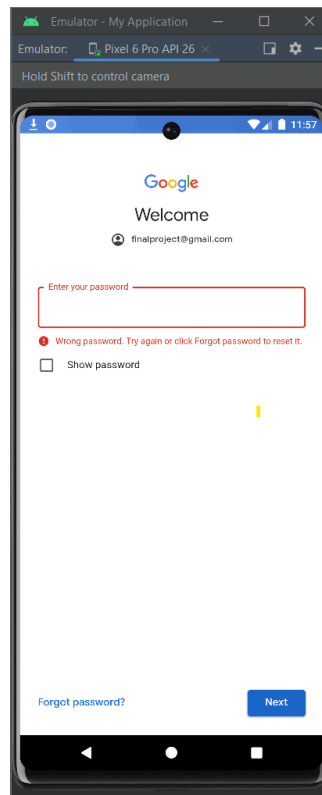 Emulator - My Application
Emulator: Pixel 6 Pro API 26
Hold Shift to control camera
11:57
Google
Welcome
finalproject@gmail.com
Enter your password
Wrong password. Try again or click Forgot password to reset it.
Show password
Forgot password?
Next